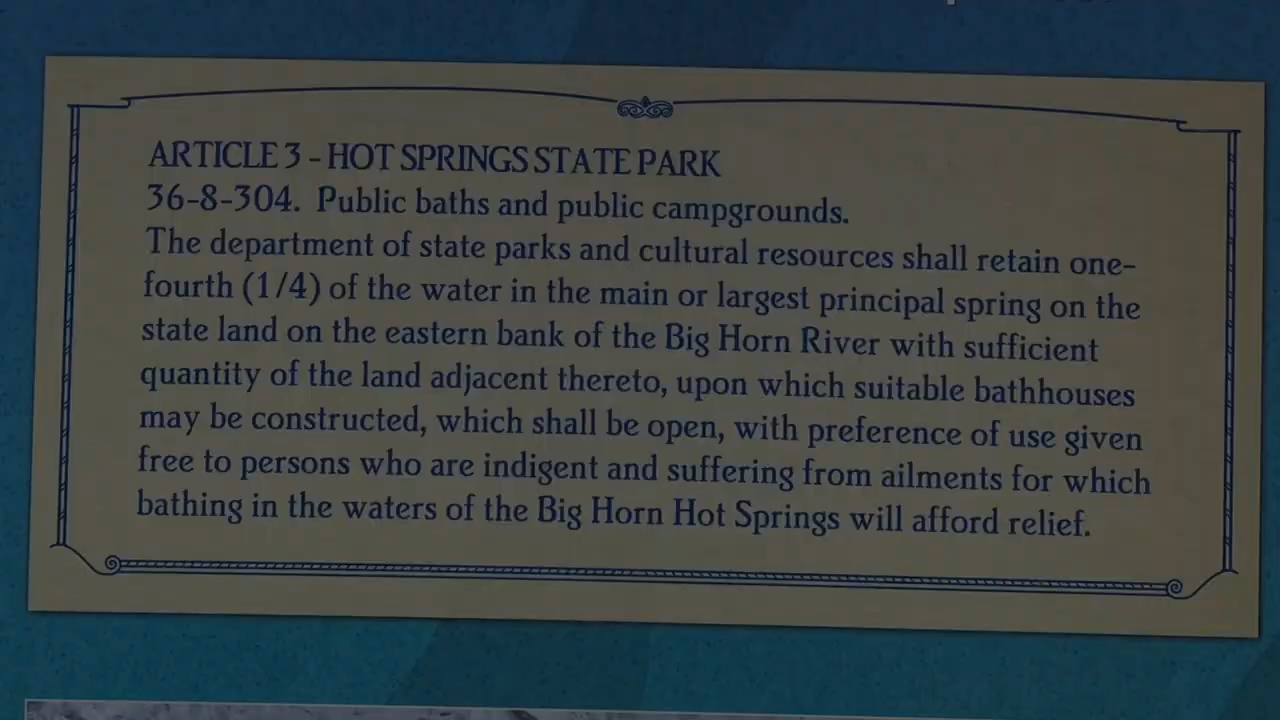 ARTICLE 3 - HOT SPRINGS STATE PARK
36-8-304. Public baths and public campgrounds.
The department of state parks and cultural resources shall retain one-
fourth (1/4) of the water in the main or largest principal spring on the
state land on the eastern bank of the Big Horn River with sufficient
quantity of the land adjacent thereto, upon which suitable bathhouses
may be constructed, which shall be open, with preference of use given
free to persons who are indigent and suffering from ailments for which
bathing in the waters of the Big Horn Hot Springs will afford relief.